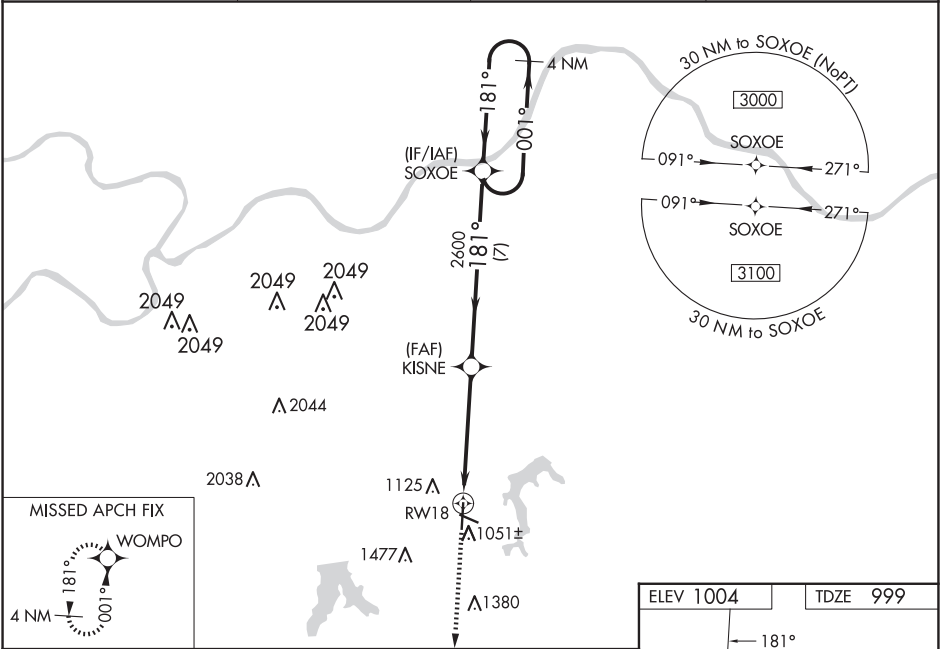 30 NM to SOXOE (NoPT)
4 NM
181°
001°
3000
SOXOE
(IF/IAF)
SOXOE
091°
271°
091°
271°
SOXOE
2600
181°
(7)
3100
30 NM to SOXOE
2049
2049
2049
2049
2049
(FAF)
KISNE
2044
2038
1125
RW18
1051±
1477
1380
MISSED APCH FIX
WOMPO
181°
001°
4 NM
ELEV 1004
TDZE 999
181°